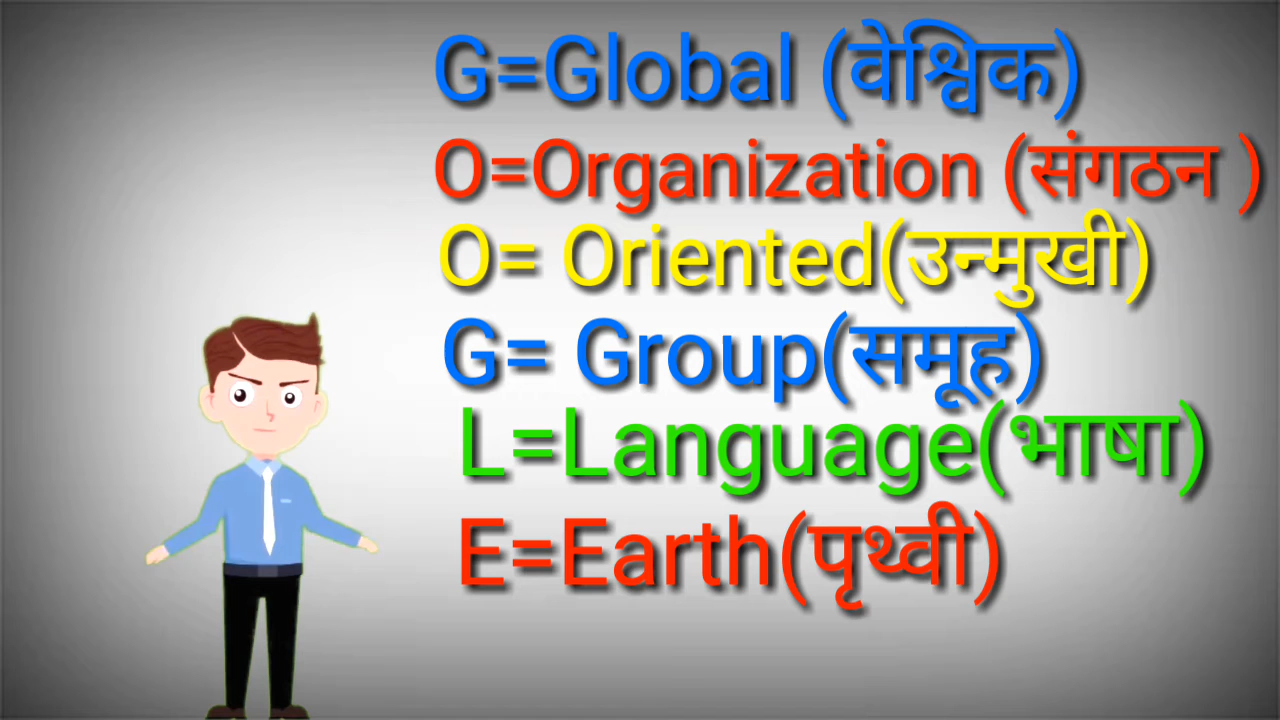 G=Global (वेश्विक)
O=Organization (संगठन )
O= Oriented(उन्मुखी)
G= Group(समूह)
L=Language(भाषा)
E=Earth(पृथ्वी)